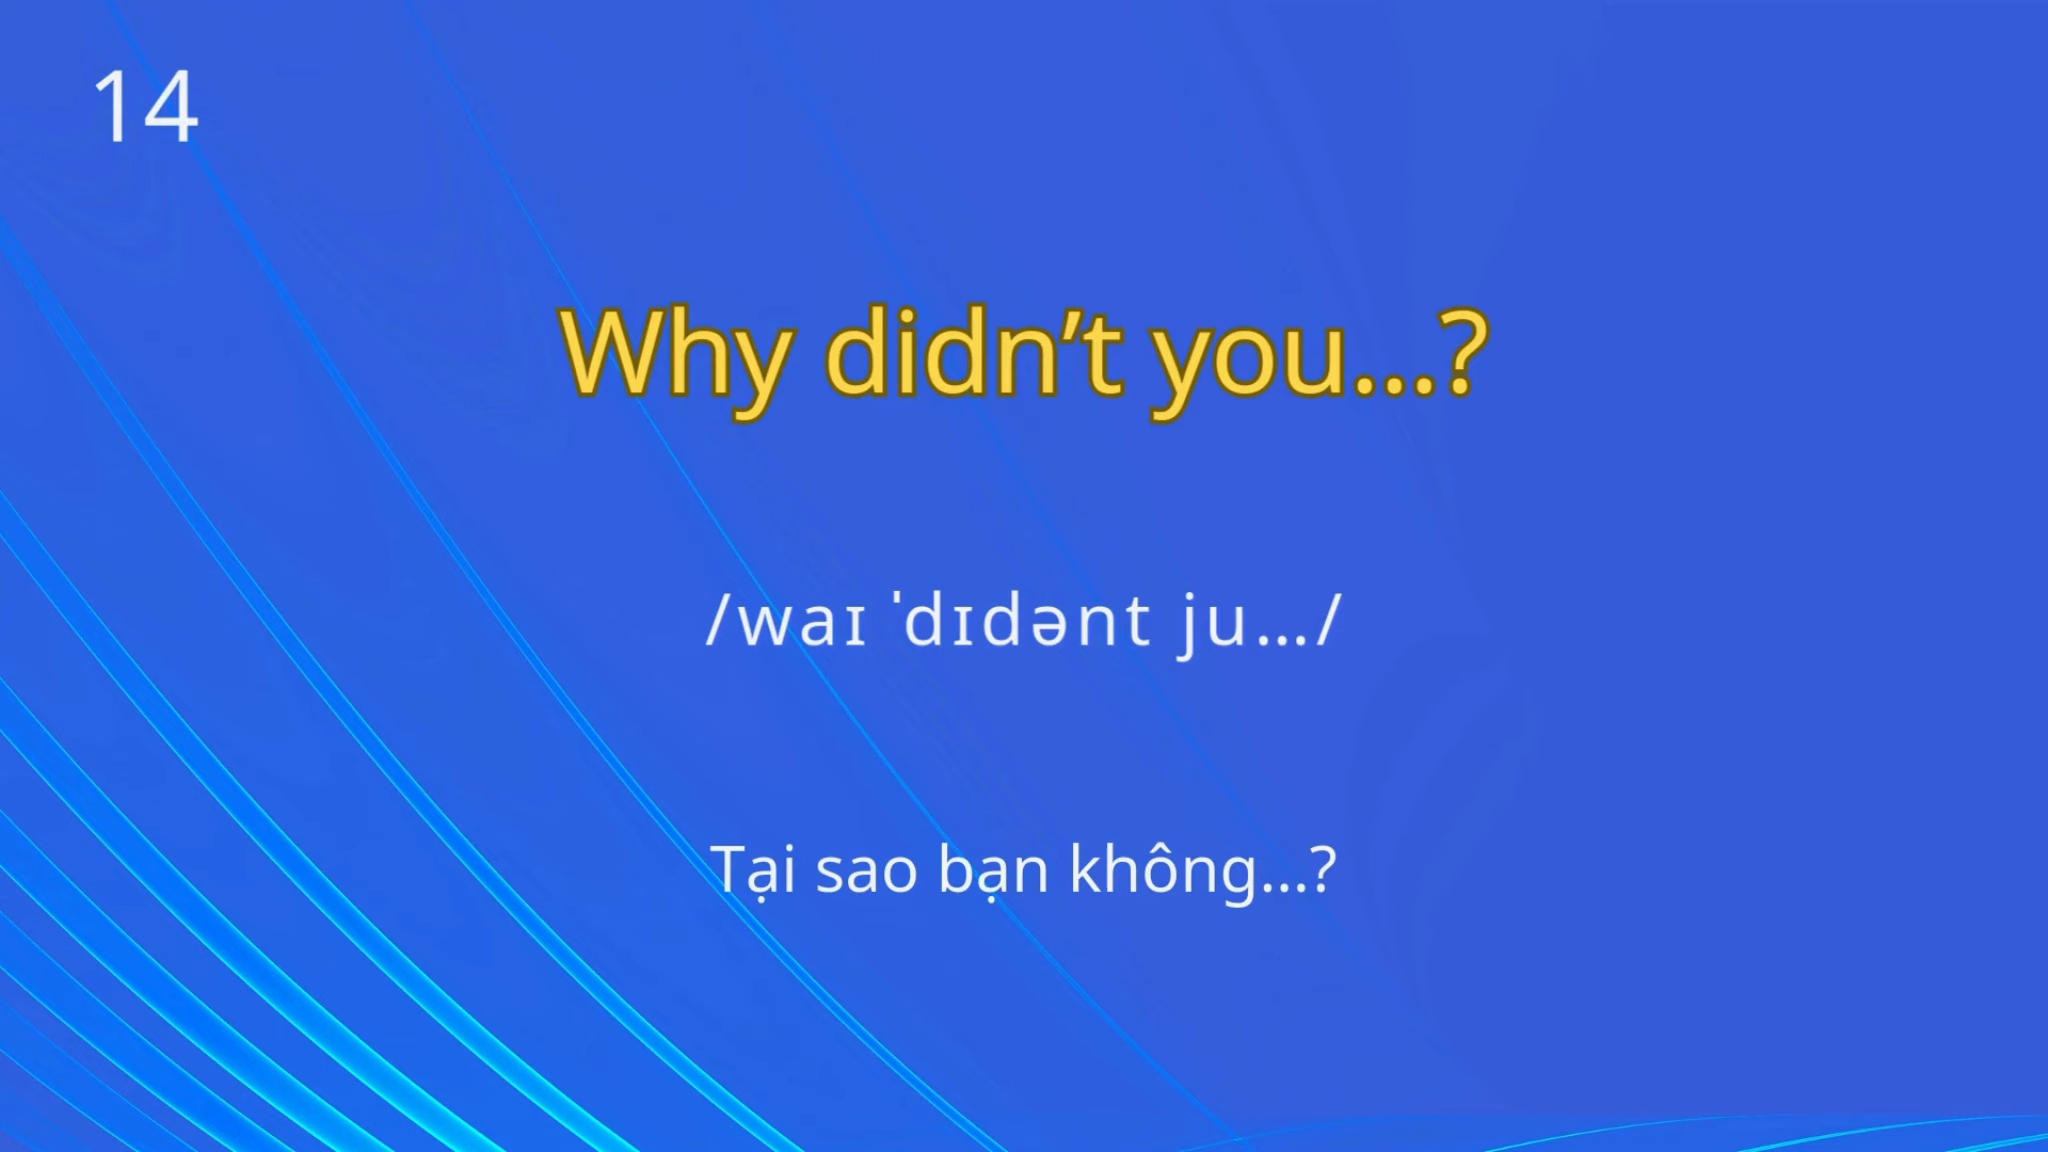 14
Why didn’t you...?
/waɪ ˈdɪdənt ju.../
Tại sao bạn không...?